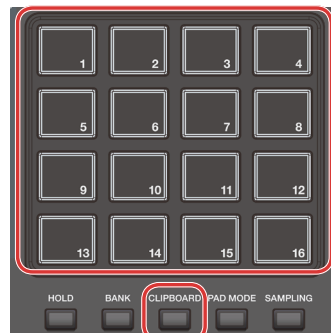 1 2 3 4
5 6 7 8
9 10 11 12
13 14 15 16
HOLD BANK CLIPBOARD PAD MODE SAMPLING